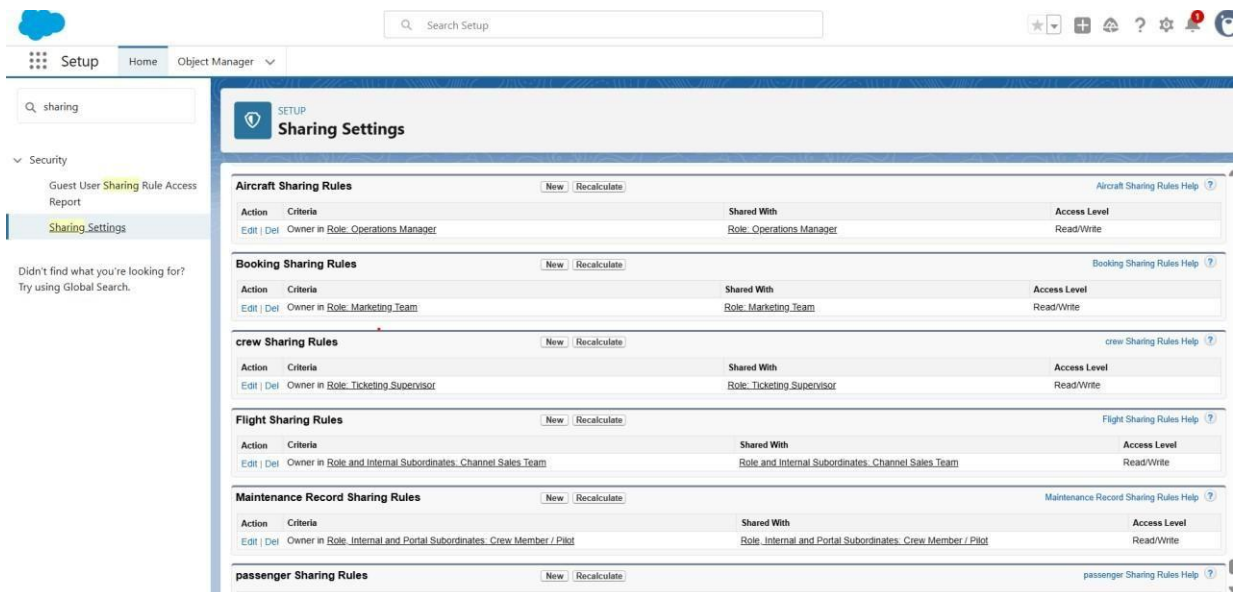 Search Setup
1
Setup Home Object Manager
sharing
Security
Guest User Sharing Rule Access
Report
Sharing Settings
Didn't find what you're looking for?
Try using Global Search.
SETUP
Sharing Settings
Aircraft Sharing Rules New Recalculate Aircraft Sharing Rules Help ?
Action Criteria Shared With Access Level
Edit | Del Owner in Role: Operations Manager Role: Operations Manager Read/Write
Booking Sharing Rules New Recalculate Booking Sharing Rules Help ?
Action Criteria Shared With Access Level
Edit | Del Owner in Role: Marketing Team Role: Marketing Team Read/Write
crew Sharing Rules New Recalculate crew Sharing Rules Help ?
Action Criteria Shared With Access Level
Edit | Del Owner in Role: Ticketing Supervisor Role: Ticketing Supervisor Read/Write
Flight Sharing Rules New Recalculate Flight Sharing Rules Help ?
Action Criteria Shared With Access Level
Edit | Del Owner in Role and Internal Subordinates: Channel Sales Team Role and Internal Subordinates: Channel Sales Team Read/Write
Maintenance Record Sharing Rules New Recalculate Maintenance Record Sharing Rules Help ?
Action Criteria Shared With Access Level
Edit | Del Owner in Role, Internal and Portal Subordinates: Crew Member / Pilot Role, Internal and Portal Subordinates: Crew Member / Pilot Read/Write
passenger Sharing Rules New Recalculate passenger Sharing Rules Help ?